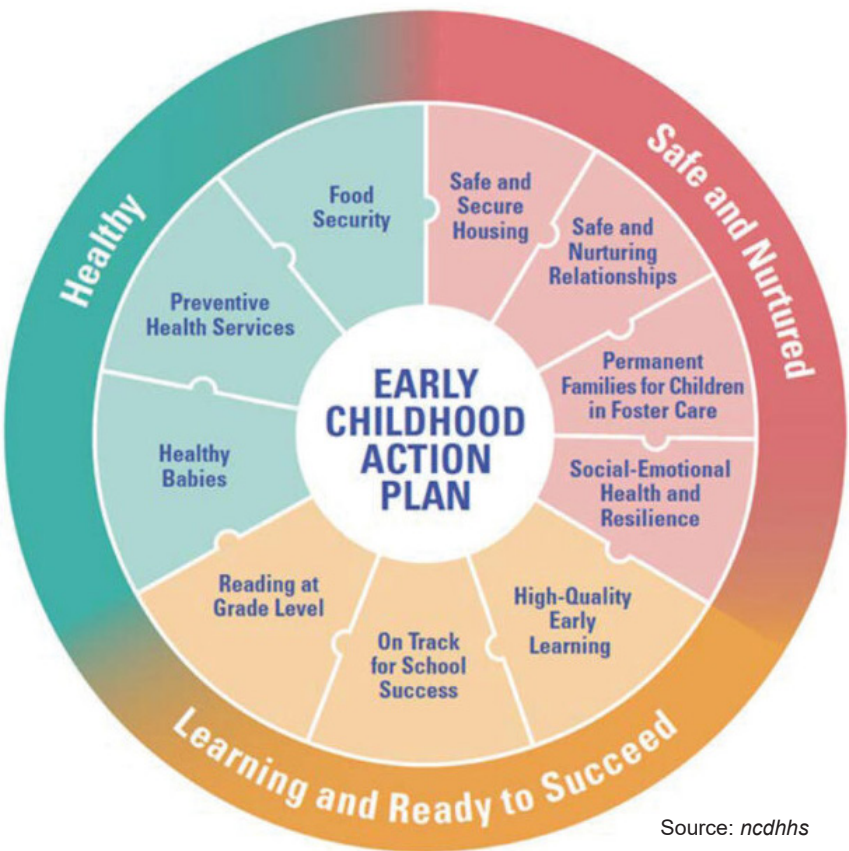 Healthy
Safe and Nurtured
Learning and Ready to Succeed
EARLY
CHILDHOOD
ACTION
PLAN
Food
Security
Safe and
Secure
Housing
Safe and
Nurturing
Relationships
Permanent
Families for Children
in Foster Care
Social-Emotional
Health and
Resilience
High-Quality
Early
Learning
On Track
for School
Success
Reading at
Grade Level
Healthy
Babies
Preventive
Health Services
Source: ncdhhs